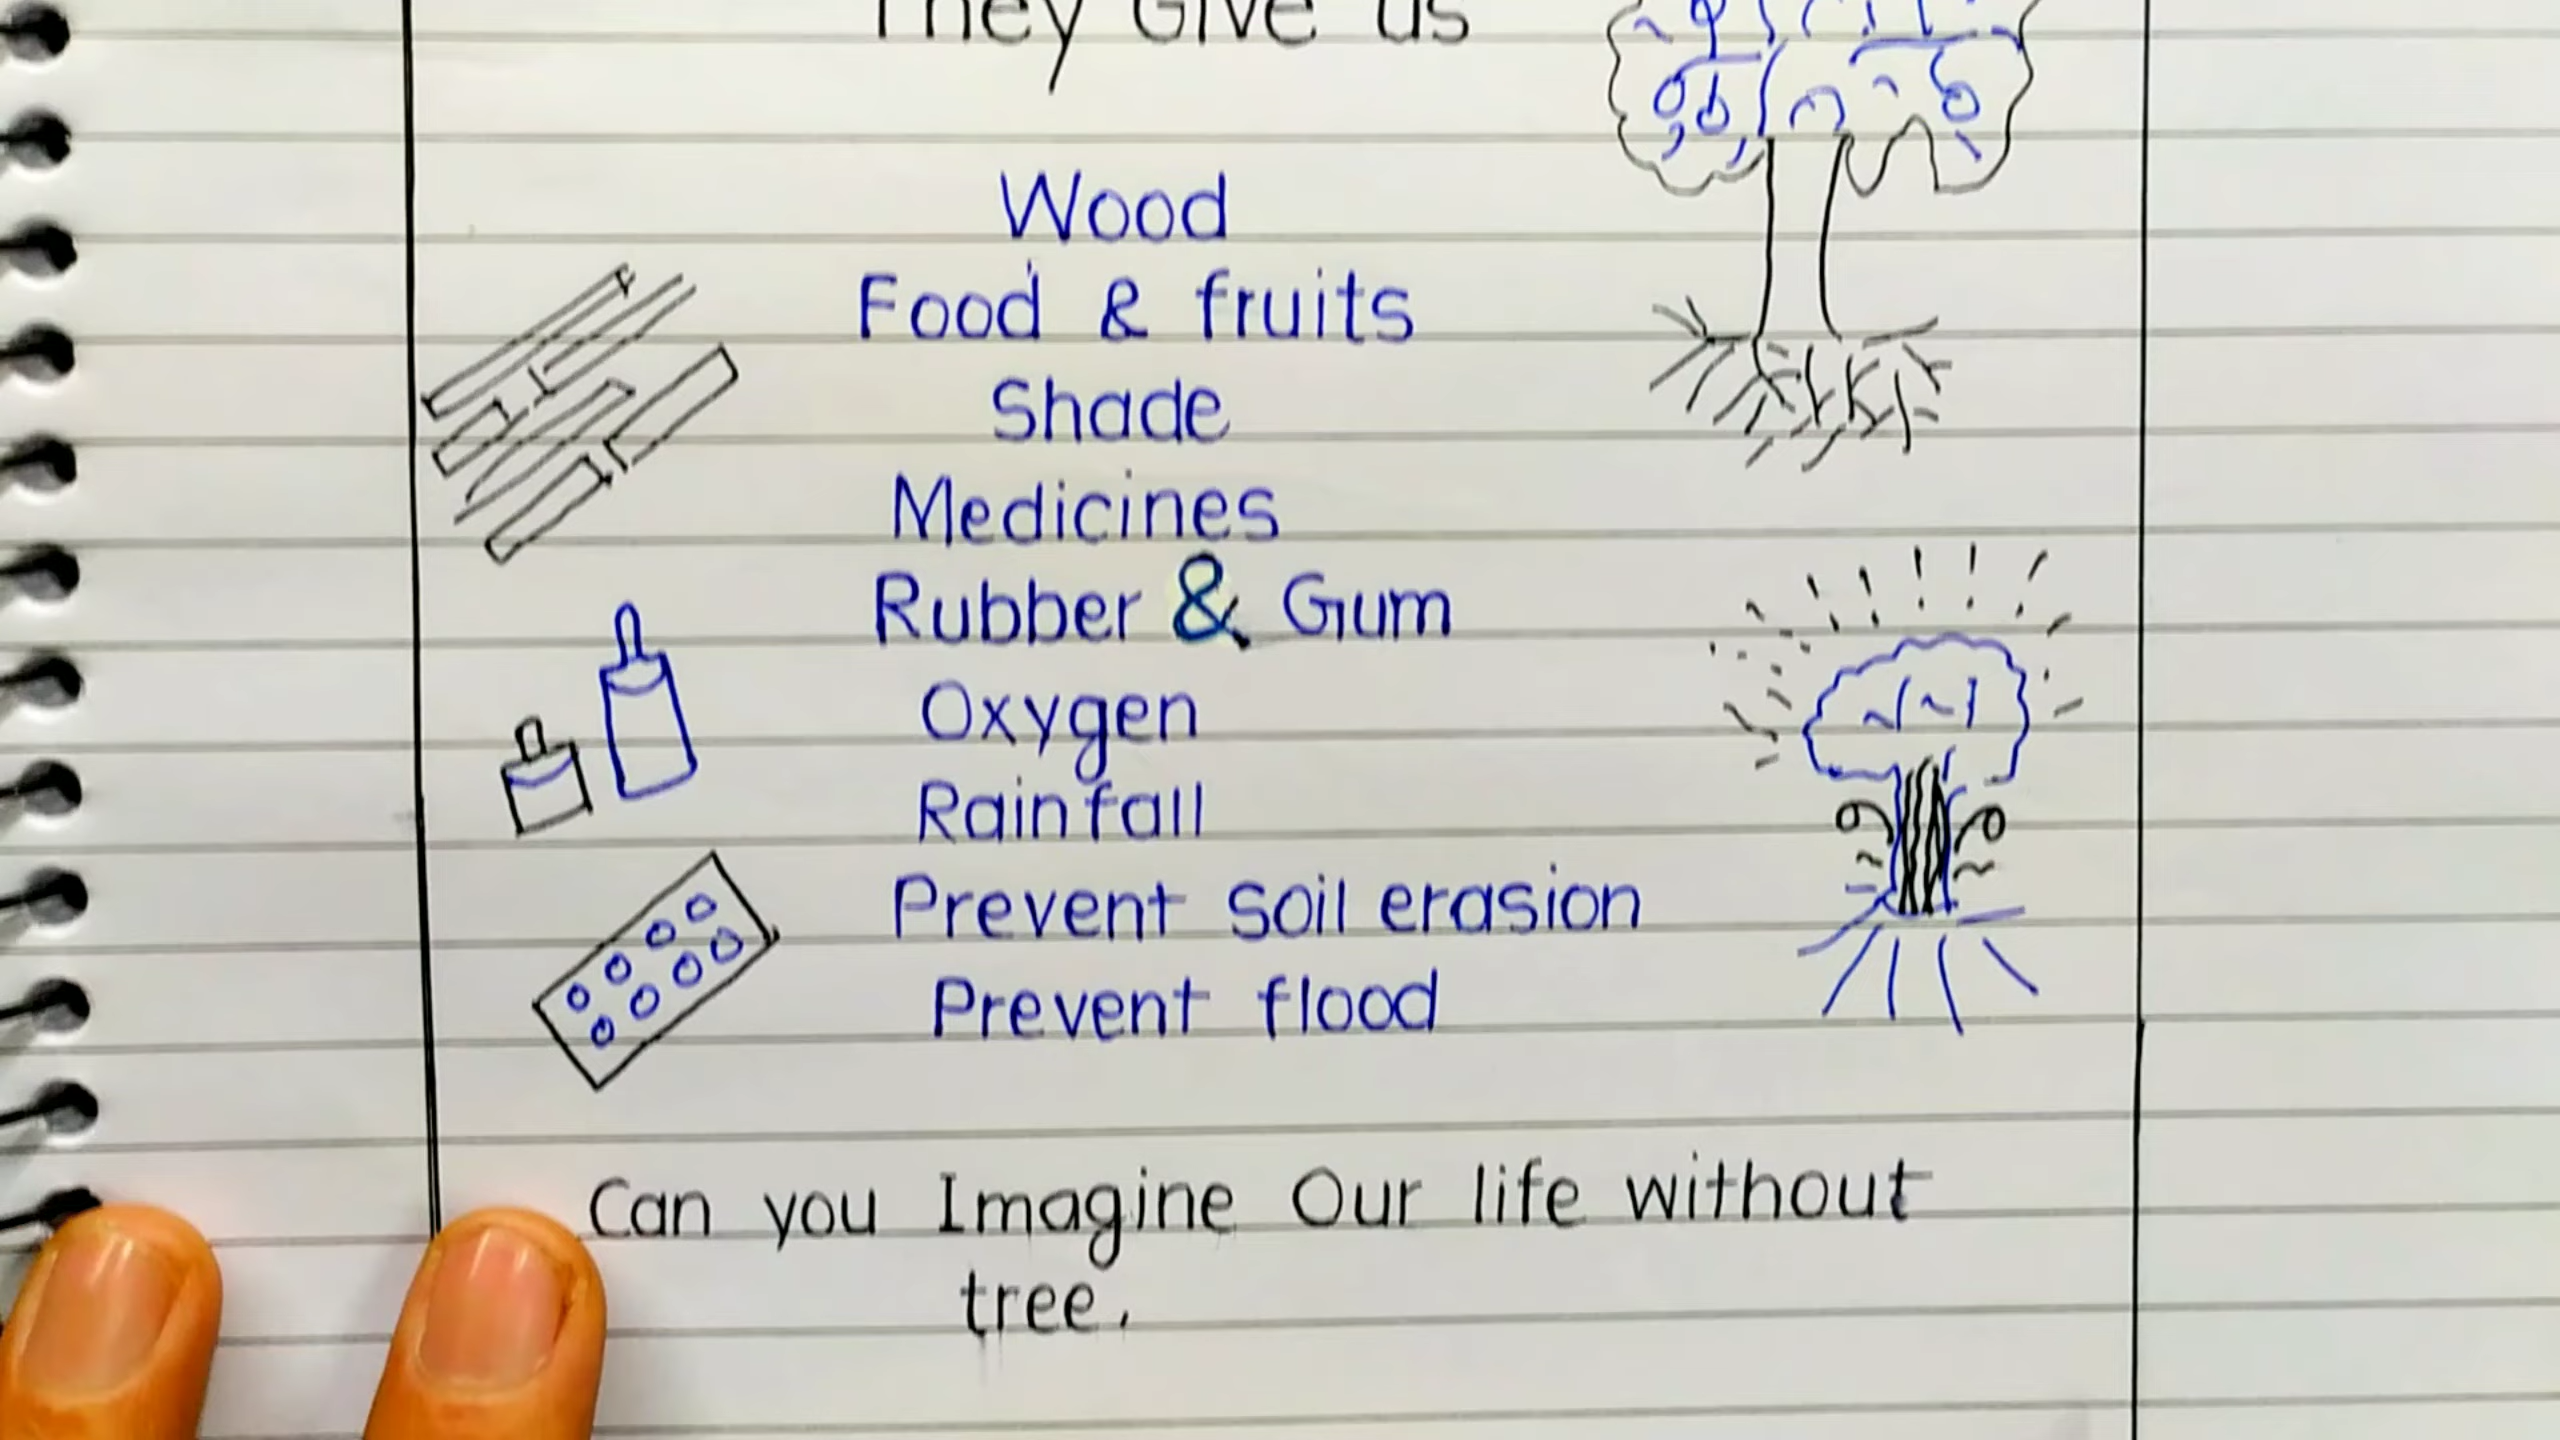 They Give us
Wood
Food & fruits
Shade
Medicines
Rubber & Gum
Oxygen
Rainfall
Prevent soil erasion
Prevent flood
Can you Imagine Our life without
tree.